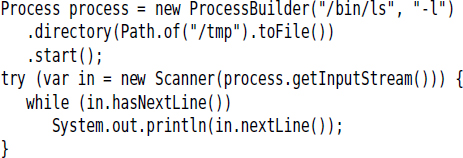 Process process = new ProcessBuilder("/bin/ls", "-l")
   .directory(Path.of("/tmp").toFile())
   .start();
try (var in = new Scanner(process.getInputStream())) {
   while (in.hasNextLine())
      System.out.println(in.nextLine());
}